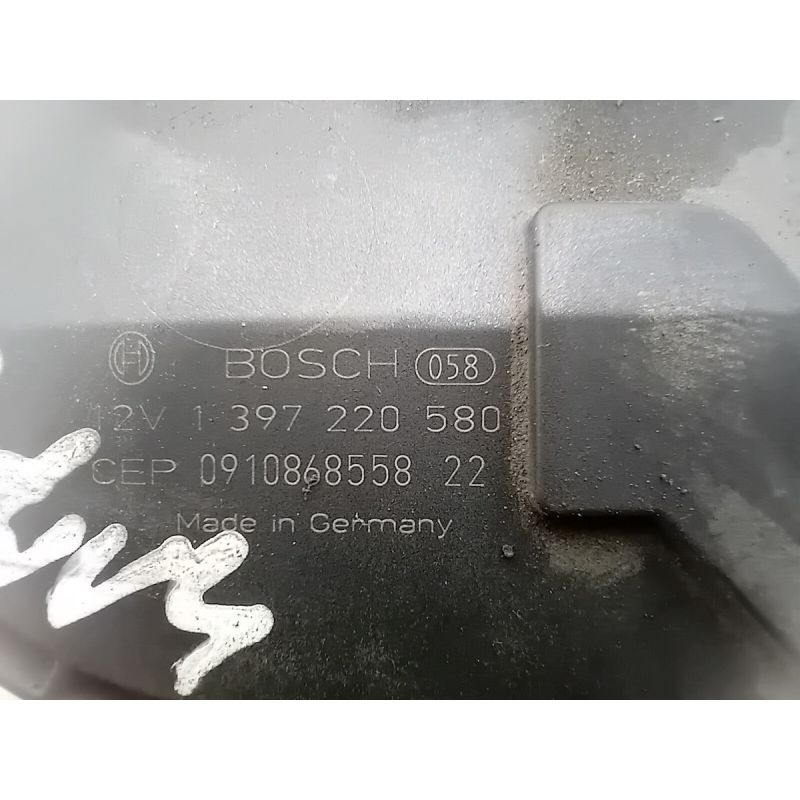 BOSCH 058
12V 1 397 220 580
CEP 0910868558 22
Made in Germany